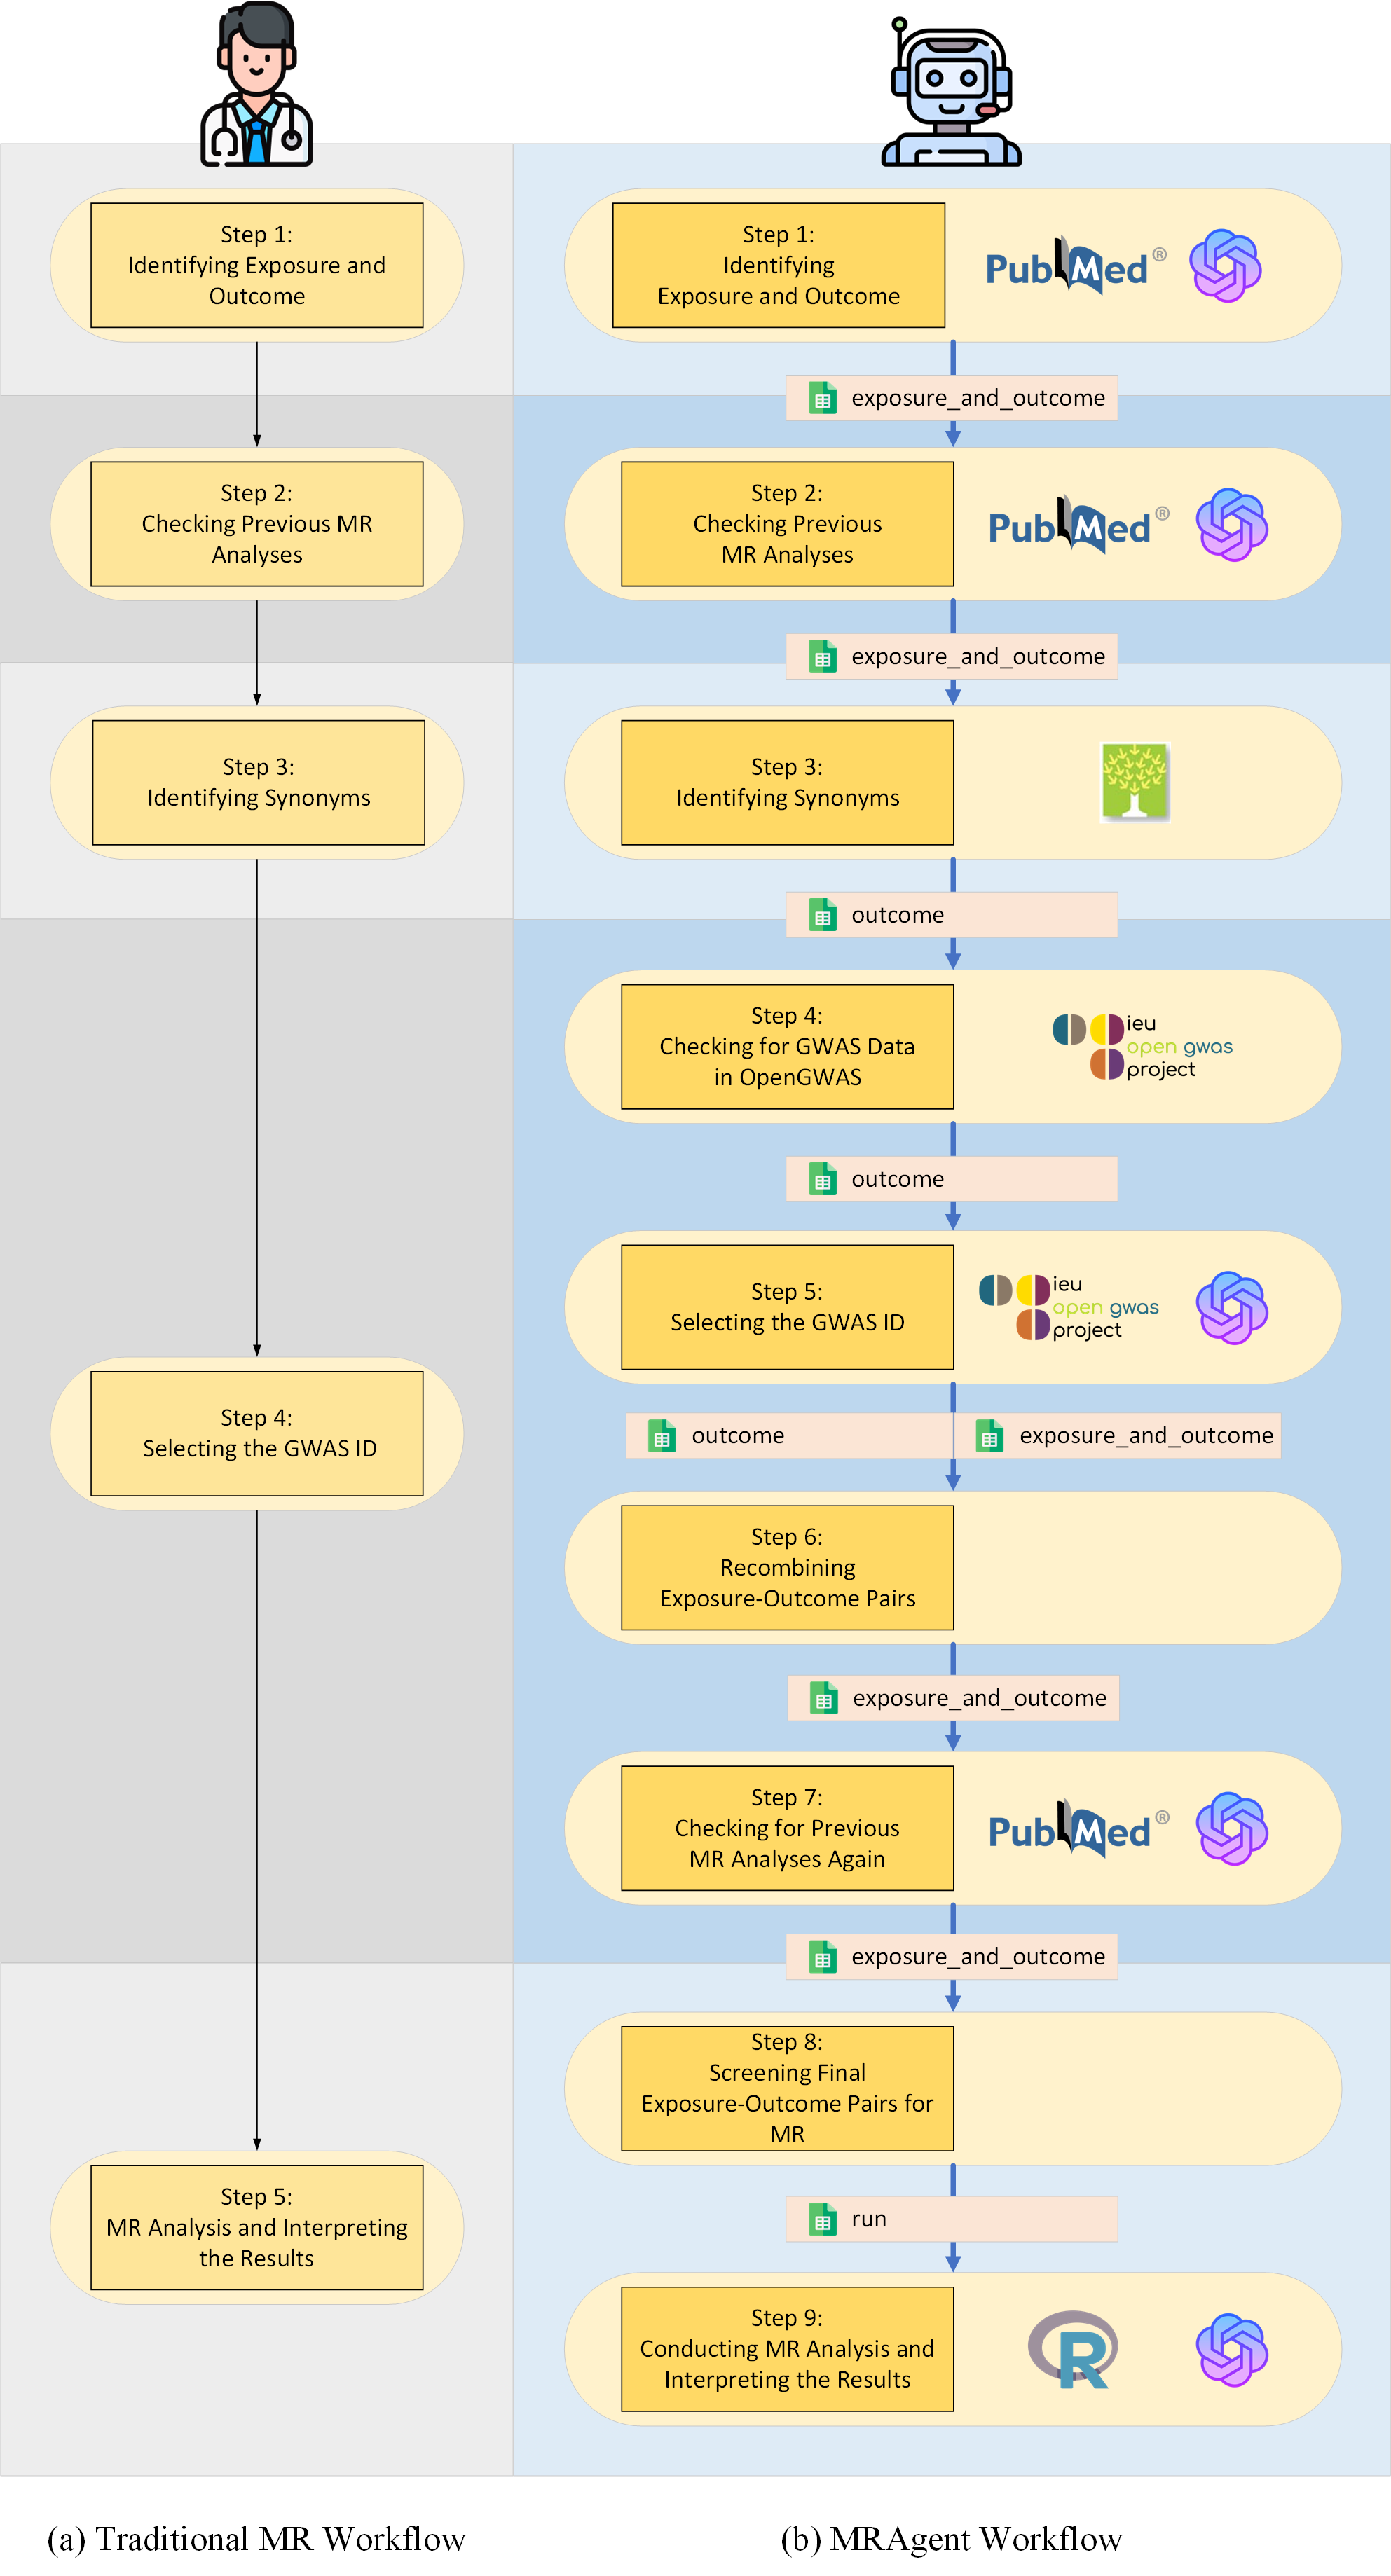 Step 1:
Identifying Exposure and
Outcome
Step 2:
Checking Previous MR
Analyses
Step 3:
Identifying Synonyms
Step 4:
Selecting the GWAS ID
Step 5:
MR Analysis and Interpreting
the Results
(a) Traditional MR Workflow
Step 1:
Identifying
Exposure and Outcome
PubMed®
exposure_and_outcome
Step 2:
Checking Previous
MR Analyses
PubMed®
exposure_and_outcome
Step 3:
Identifying Synonyms
outcome
Step 4:
Checking for GWAS Data
in OpenGWAS
ieu
open gwas
project
outcome
Step 5:
Selecting the GWAS ID
ieu
open gwas
project
outcome
exposure_and_outcome
Step 6:
Recombining
Exposure-Outcome Pairs
exposure_and_outcome
Step 7:
Checking for Previous
MR Analyses Again
PubMed®
exposure_and_outcome
Step 8:
Screening Final
Exposure-Outcome Pairs for
MR
run
Step 9:
Conducting MR Analysis and
Interpreting the Results
R
(b) MRAgent Workflow